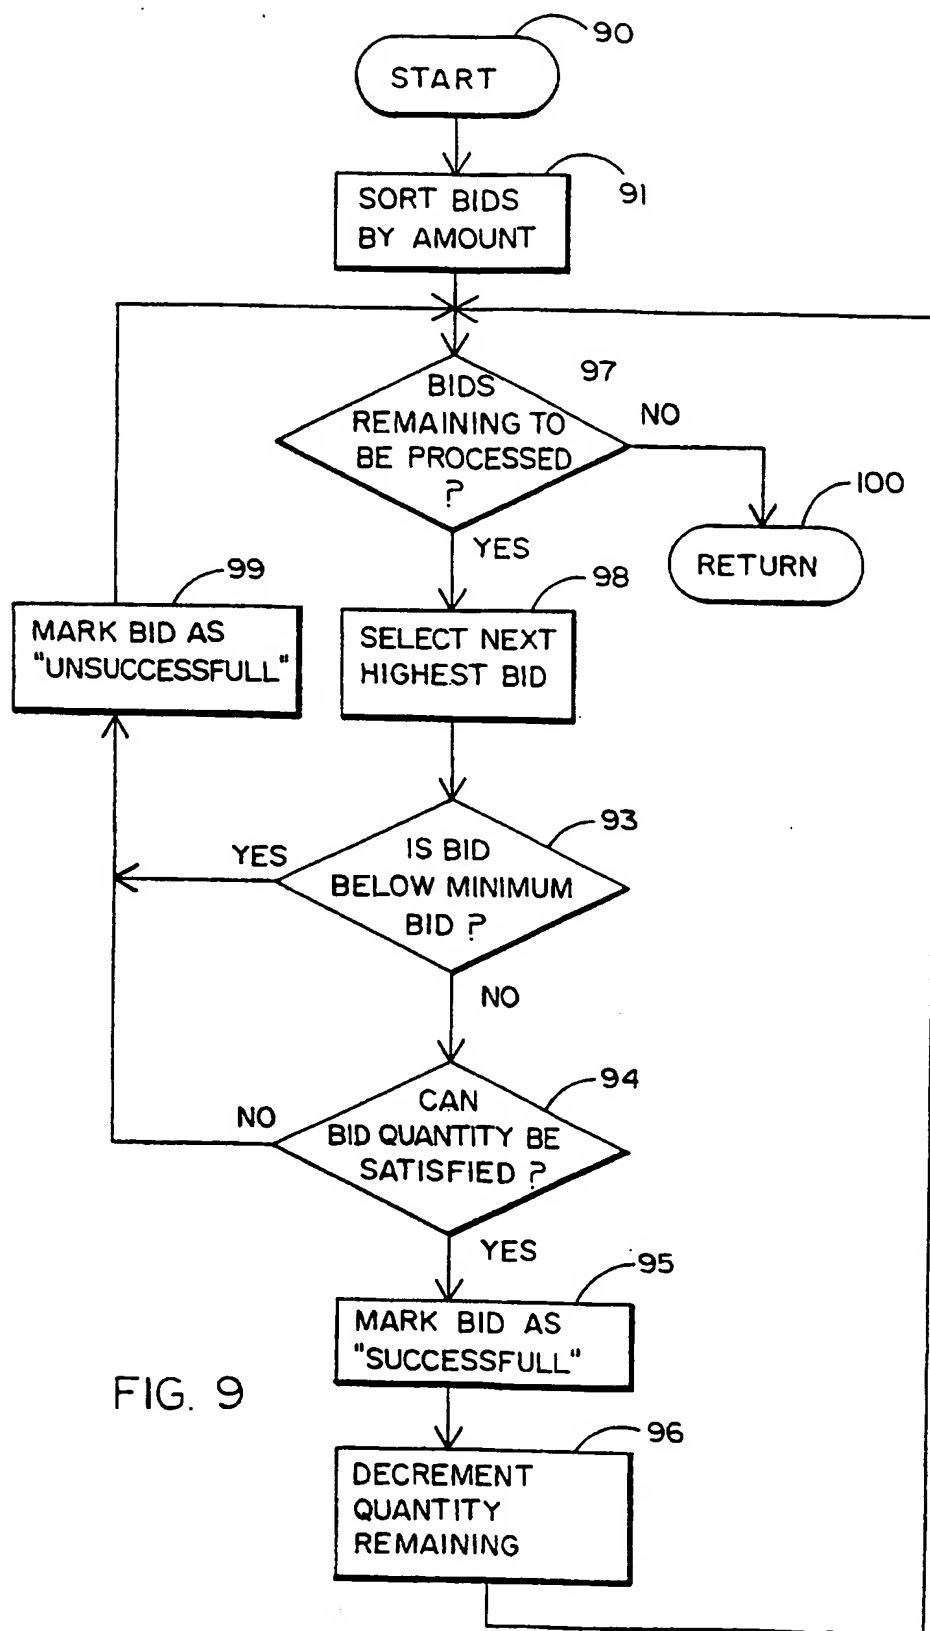 90
START
91
SORT BIDS
BY AMOUNT
97
BIDS
REMAINING TO
BE PROCESSED
?
NO
100
RETURN
YES
99
MARK BID AS
"UNSUCCESSFULL"
98
SELECT NEXT
HIGHEST BID
93
YES
IS BID
BELOW MINIMUM
BID ?
NO
94
NO
CAN
BID QUANTITY BE
SATISFIED ?
YES
95
MARK BID AS
"SUCCESSFULL"
FIG. 9
96
DECREMENT
QUANTITY
REMAINING